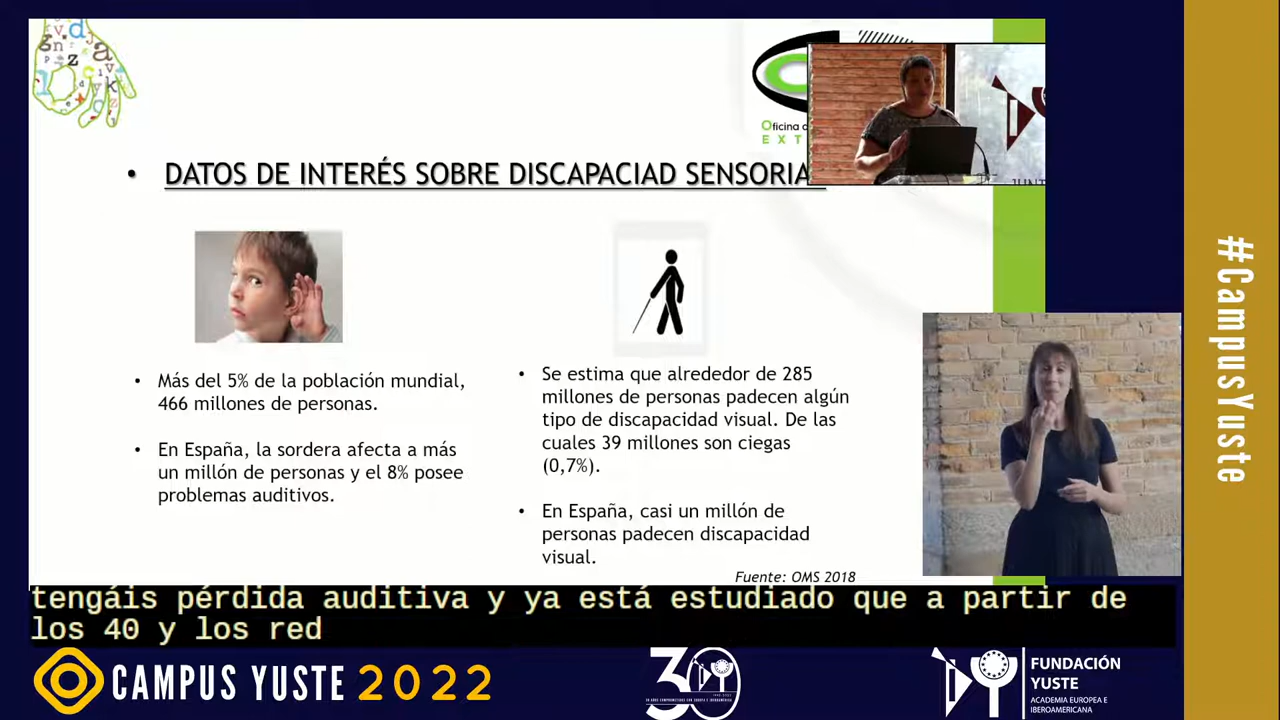 Oficina d
EXT
• DATOS DE INTERÉS SOBRE DISCAPACIAD SENSORIA
• Más del 5% de la población mundial,
466 millones de personas.
• En España, la sordera afecta a más
un millón de personas y el 8% posee
problemas auditivos.
• Se estima que alrededor de 285
millones de personas padecen algún
tipo de discapacidad visual. De las
cuales 39 millones son ciegas
(0,7%).
• En España, casi un millón de
personas padecen discapacidad
visual.
Fuente: OMS 2018
tengáis pérdida auditiva y ya está estudiado que a partir de
los 40 y los red
CAMPUS YUSTE 2022
30
FUNDACIÓN
YUSTE
ACADEMIA EUROPEA E
IBEROAMERICANA
#CampusYuste